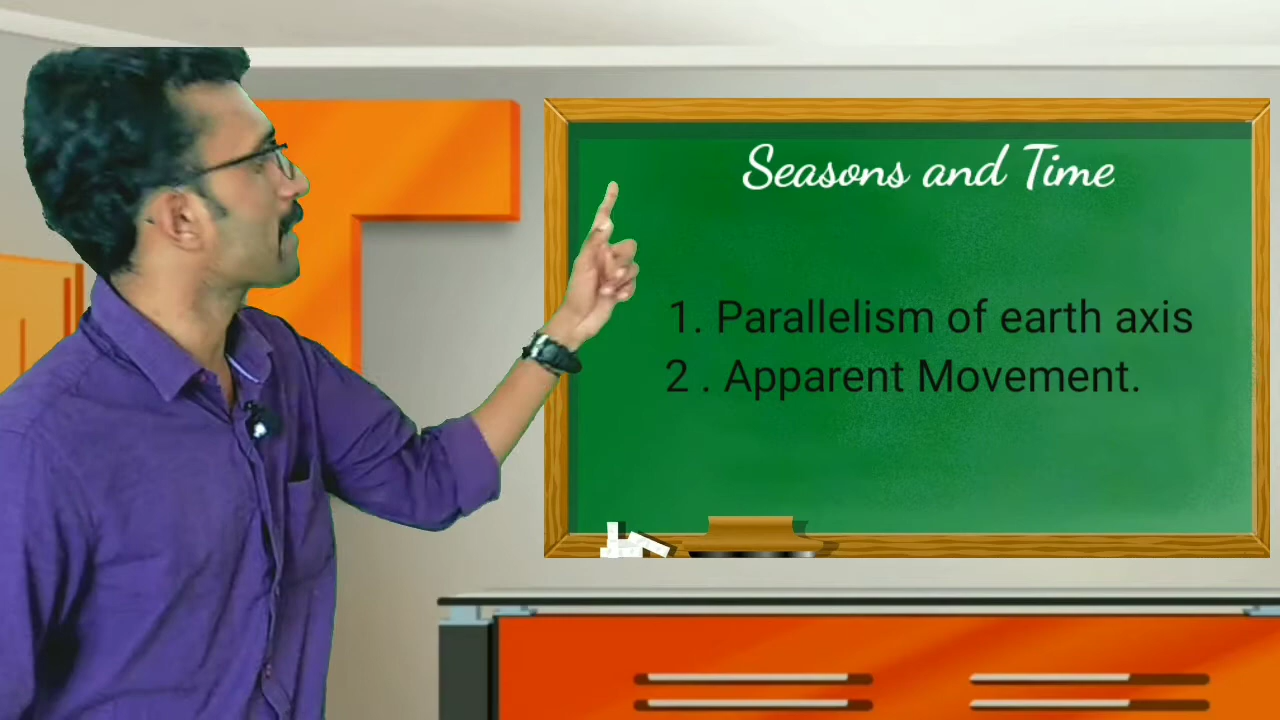 Seasons and Time
1. Parallelism of earth axis
2 . Apparent Movement.